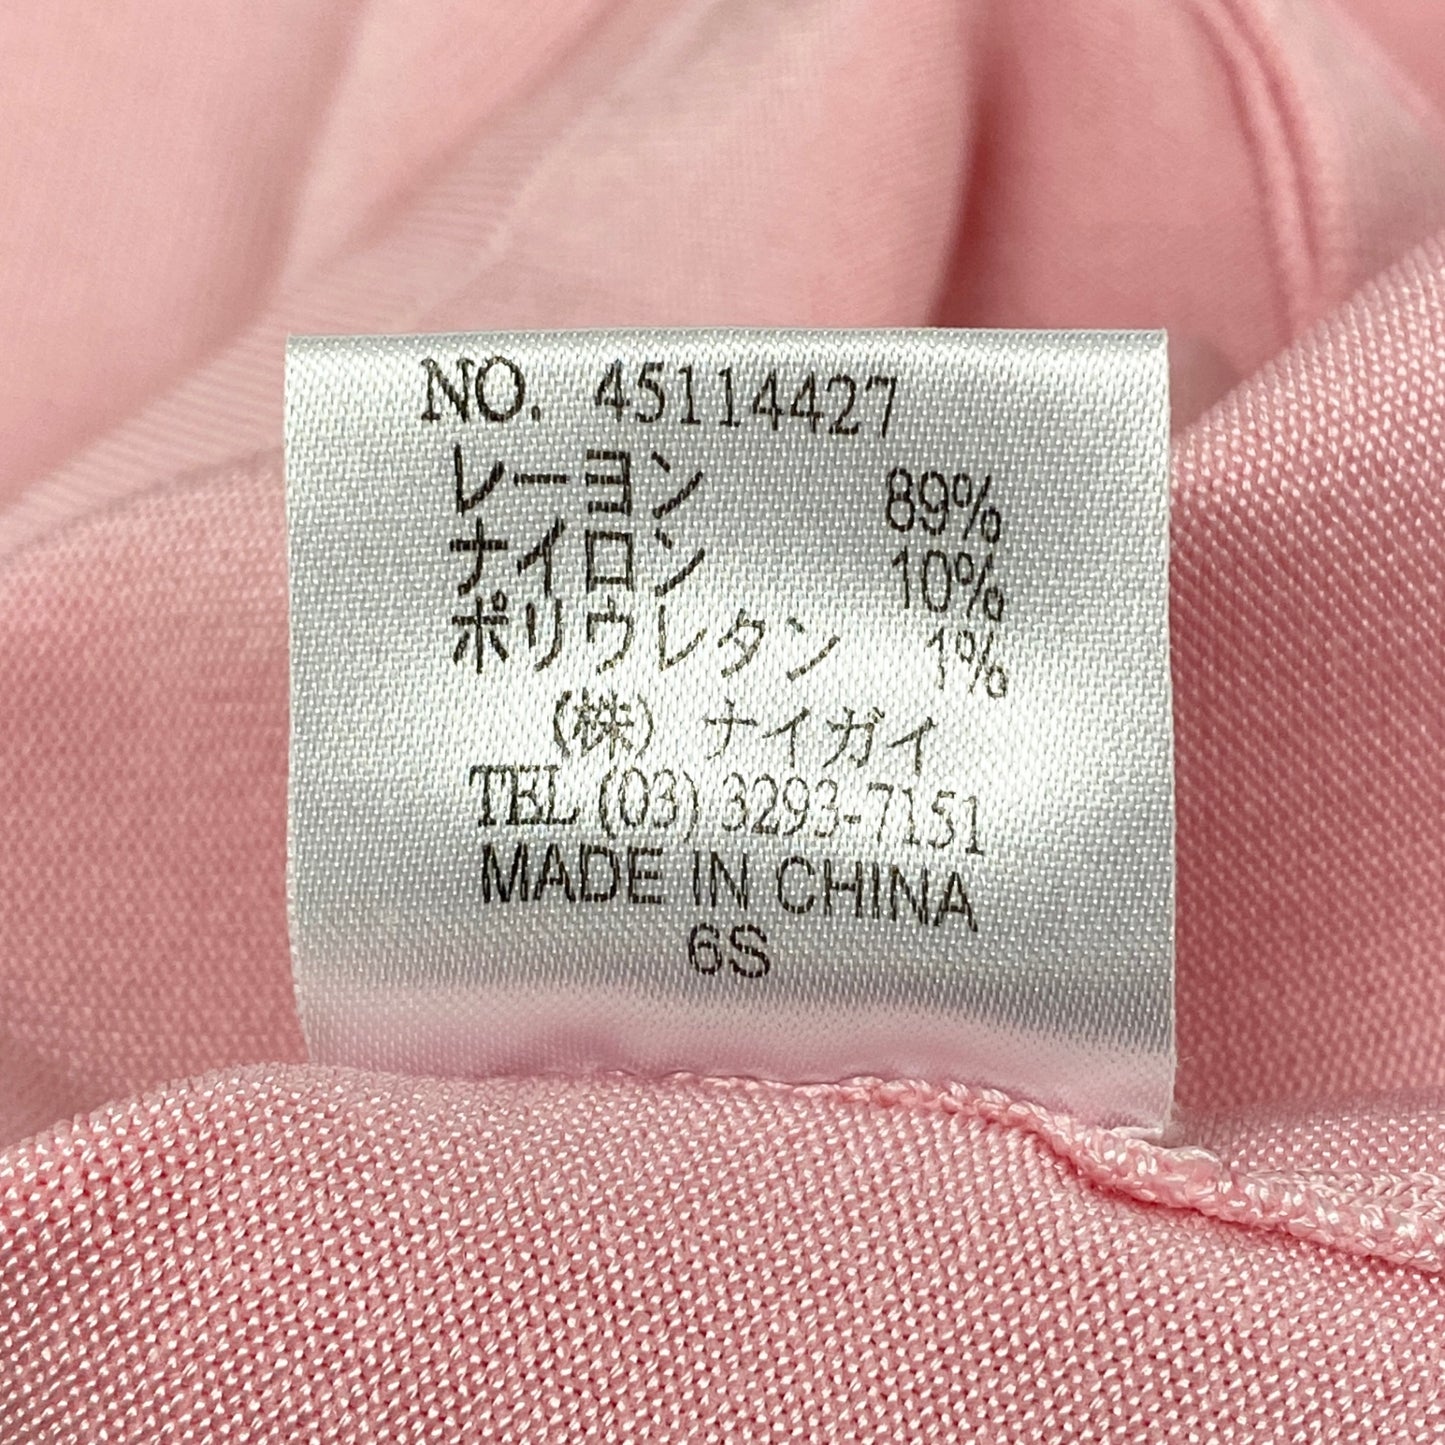 NO. 45114427
レーヨン 89%
ナイロン 10%
ポリウレタン 1%
(株) ナイガイ
TEL (03) 3293-7151
MADE IN CHINA
6S